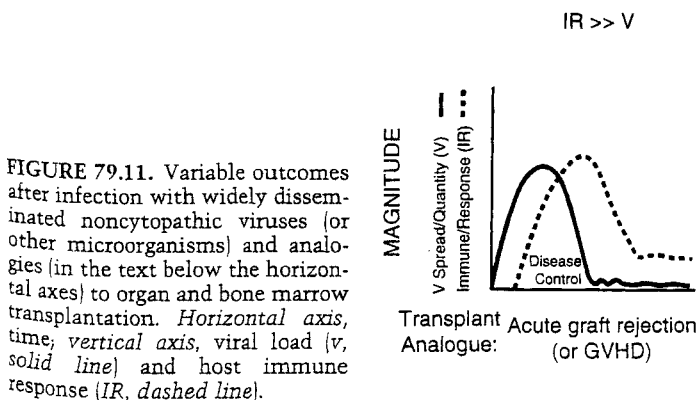 IR >> V
FIGURE 79.11. Variable outcomes
after infection with widely dissem-
inated noncytopathic viruses (or
other microorganisms) and analo-
gies (in the text below the horizon-
tal axes) to organ and bone marrow
transplantation. Horizontal axis,
time; vertical axis, viral load (v,
solid line) and host immune
response (IR, dashed line).
MAGNITUDE
V Spread/Quantity (V)
Immune/Response (IR)
Disease
Control
Transplant
Analogue:
Acute graft rejection
(or GVHD)